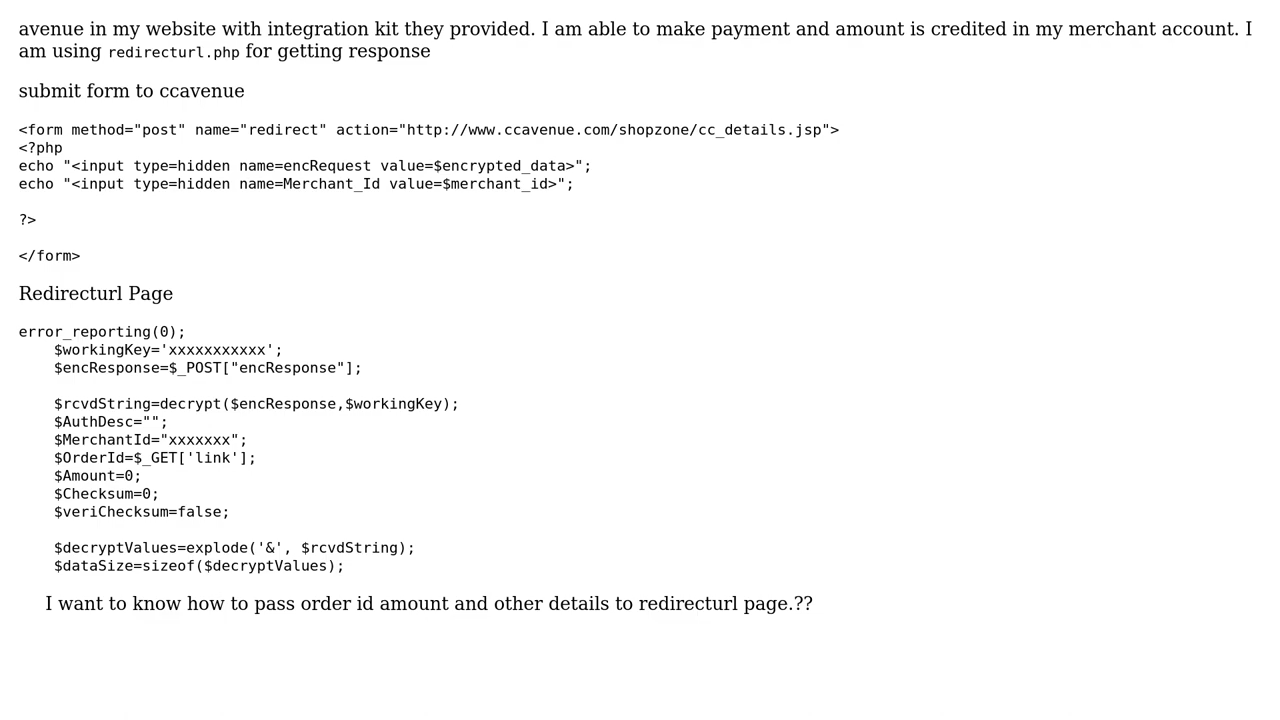 avenue in my website with integration kit they provided. I am able to make payment and amount is credited in my merchant account. I
am using redirecturl.php for getting response
submit form to ccavenue
<form method="post" name="redirect" action="http://www.ccavenue.com/shopzone/cc_details.jsp">
<?php
echo "<input type=hidden name=encRequest value=$encrypted_data>";
echo "<input type=hidden name=Merchant_Id value=$merchant_id>";
?>
</form>
Redirecturl Page
error_reporting(0);
    $workingKey='xxxxxxxxxxx';
    $encResponse=$_POST["encResponse"];
    $rcvdString=decrypt($encResponse,$workingKey);
    $AuthDesc="";
    $MerchantId="xxxxxxx";
    $OrderId=$_GET['link'];
    $Amount=0;
    $Checksum=0;
    $veriChecksum=false;
    $decryptValues=explode('&', $rcvdString);
    $dataSize=sizeof($decryptValues);
I want to know how to pass order id amount and other details to redirecturl page.??